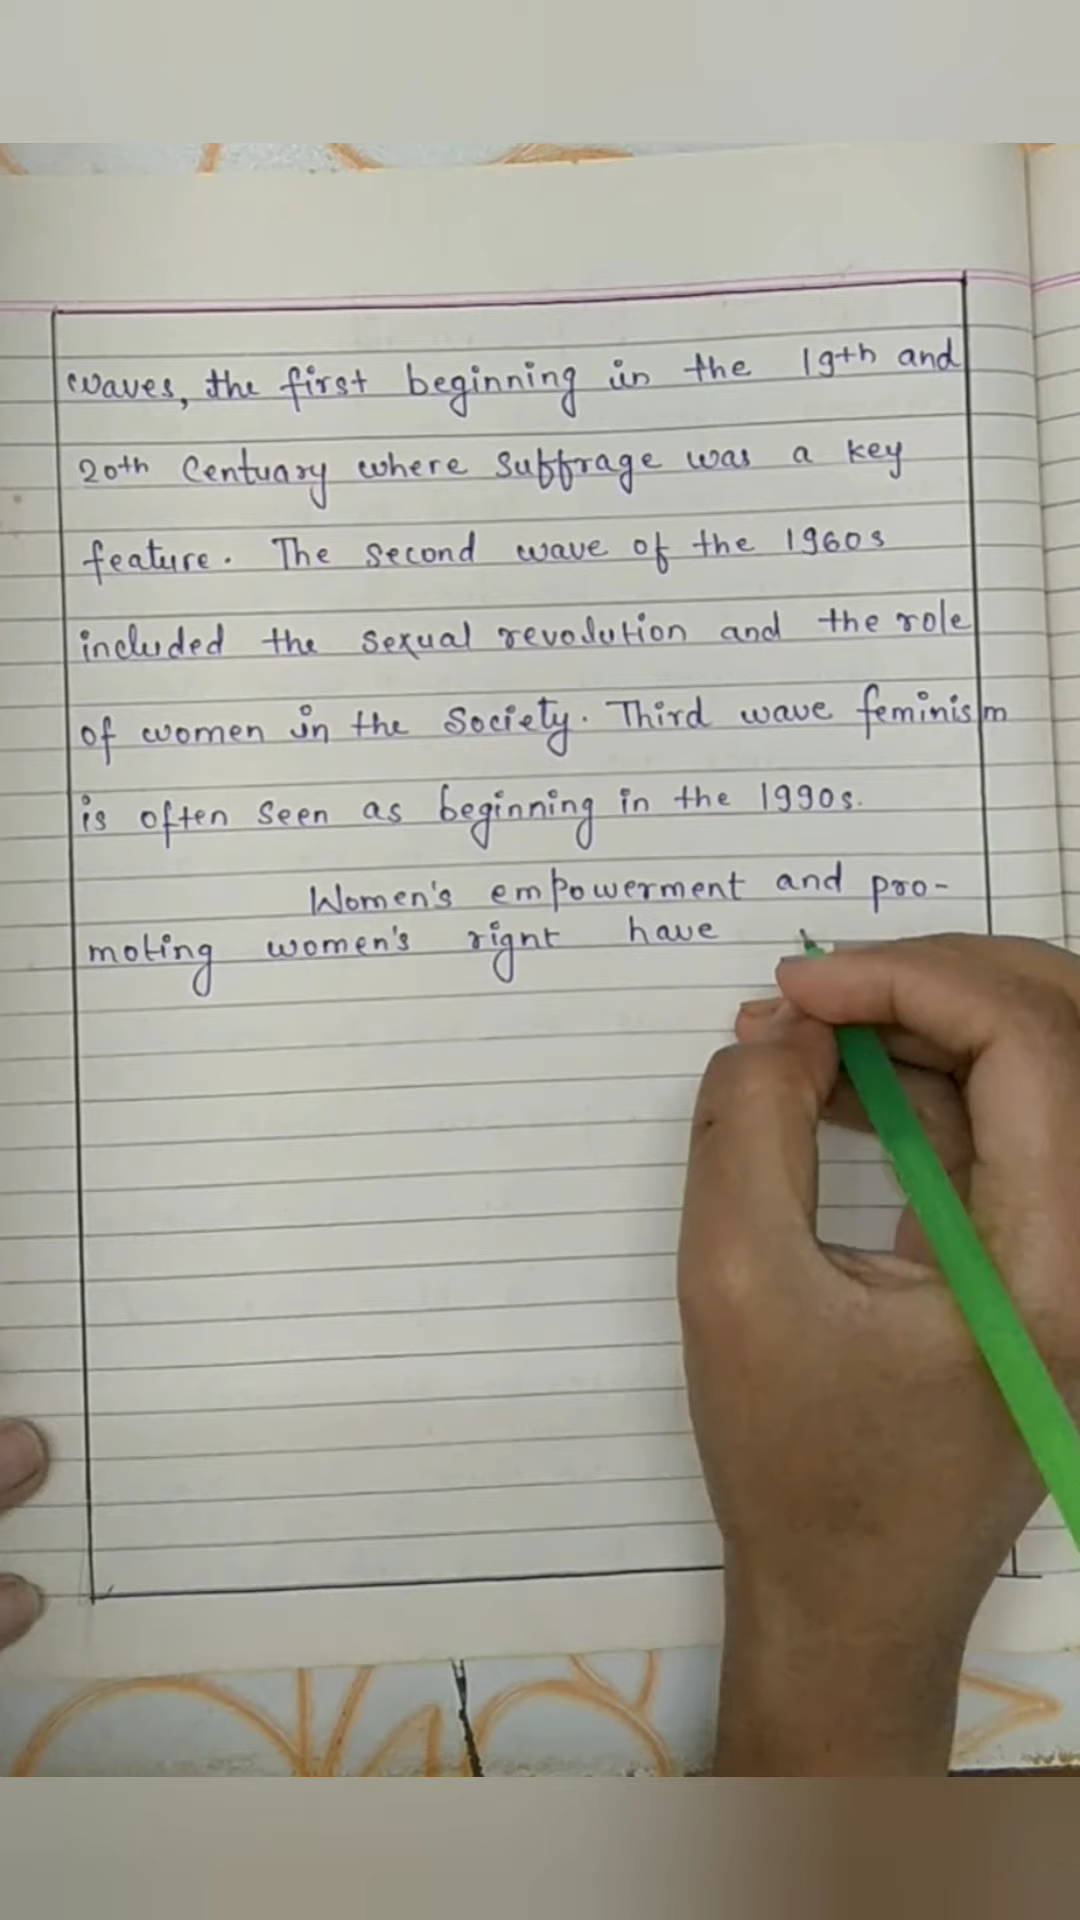 waves, the first beginning in the 19th and
20th Centuary where suffrage was a key
feature. The second wave of the 1960s
included the sexual revolution and the role
of women in the Society. Third wave feminism
is often seen as beginning in the 1990s.
Women's empowerment and pro-
moting women's right have